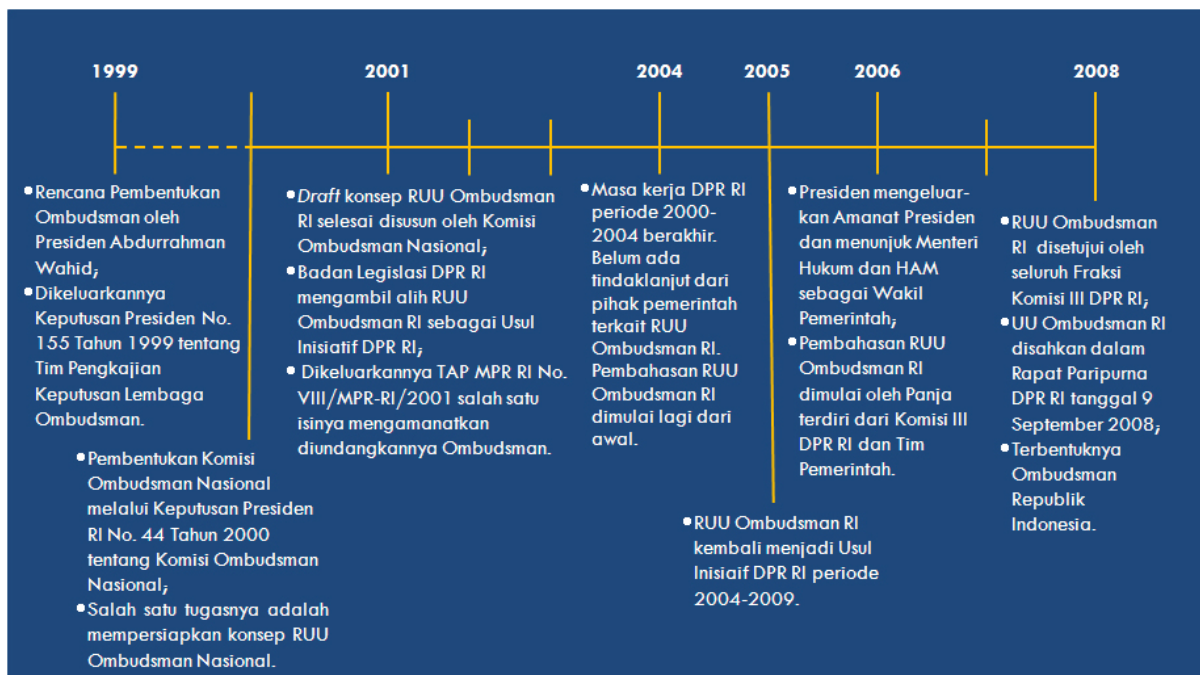 1999
2001
2004
2005
2006
2008
•Rencana Pembentukan
Ombudsman oleh
Presiden Abdurrahman
Wahid;
•Dikeluarkannya
Keputusan Presiden No.
155 Tahun 1999 tentang
Tim Pengkajian
Keputusan Lembaga
Ombudsman.
•Pembentukan Komisi
Ombudsman Nasional
melalui Keputusan Presiden
RI No. 44 Tahun 2000
tentang Komisi Ombudsman
Nasional;
•Salah satu tugasnya adalah
mempersiapkan konsep RUU
Ombudsman Nasional.
•Draft konsep RUU Ombudsman
RI selesai disusun oleh Komisi
Ombudsman Nasional;
•Badan Legislasi DPR RI
mengambil alih RUU
Ombudsman RI sebagai Usul
Inisiatif DPR RI;
• Dikeluarkannya TAP MPR RI No.
VIII/MPR-RI/2001 salah satu
isinya mengamanatkan
diundangkannya Ombudsman.
•Masa kerja DPR RI
periode 2000-
2004 berakhir.
Belum ada
tindaklanjut dari
pihak pemerintah
terkait RUU
Ombudsman RI.
Pembahasan RUU
Ombudsman RI
dimulai lagi dari
awal.
•RUU Ombudsman RI
kembali menjadi Usul
Inisiaif DPR RI periode
2004-2009.
•Presiden mengeluar-
kan Amanat Presiden
dan menunjuk Menteri
Hukum dan HAM
sebagai Wakil
Pemerintah;
•Pembahasan RUU
Ombudsman RI
dimulai oleh Panja
terdiri dari Komisi III
DPR RI dan Tim
Pemerintah.
•RUU Ombudsman
RI disetujui oleh
seluruh Fraksi
Komisi III DPR RI;
•UU Ombudsman RI
disahkan dalam
Rapat Paripurna
DPR RI tanggal 9
September 2008;
•Terbentuknya
Ombudsman
Republik
Indonesia.